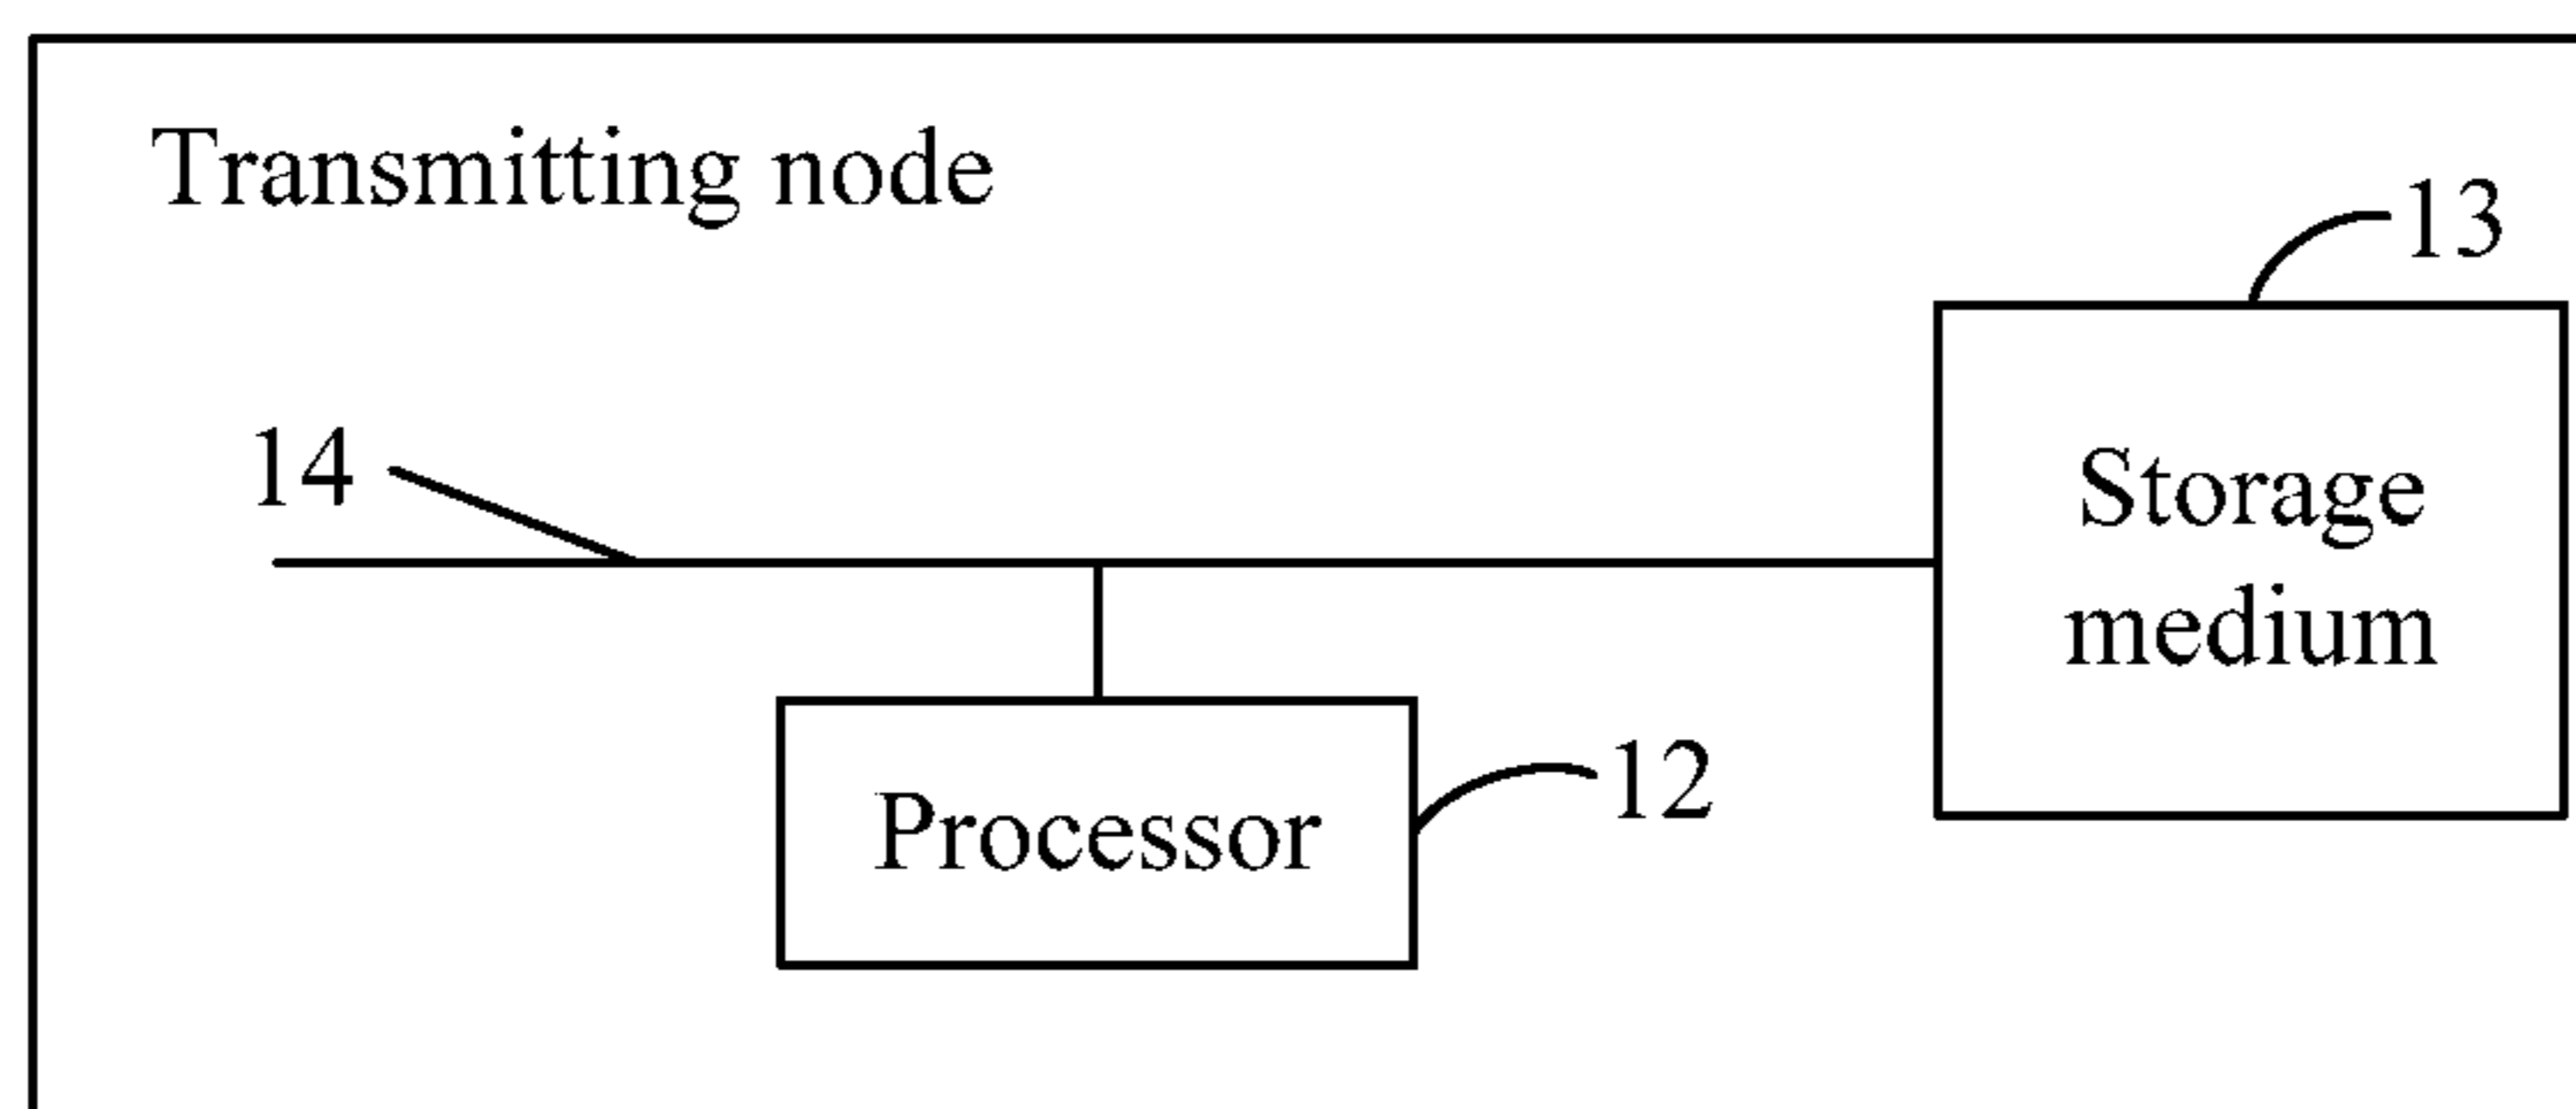 Transmitting node
13
14
Storage
medium
12
Processor